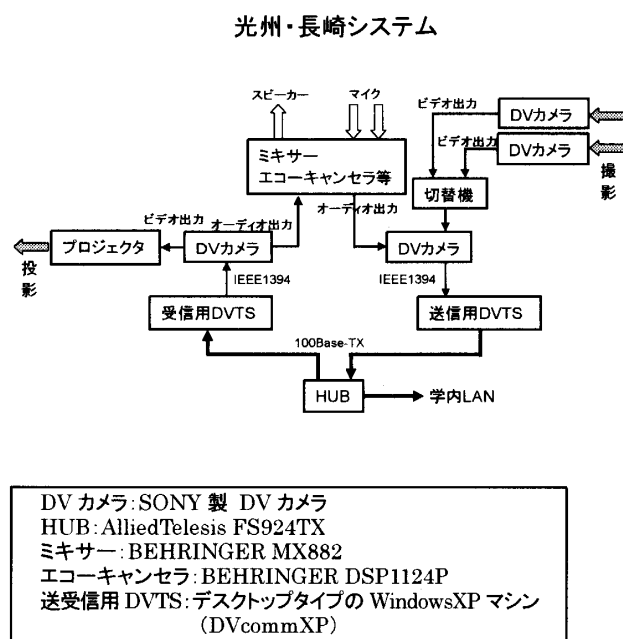 光州・長崎システム
スピーカー
マイク
ビデオ出力
DVカメラ
ビデオ出力
DVカメラ
撮影
ミキサー
エコーキャンセラ等
切替機
ビデオ出力
オーディオ出力
オーディオ出力
プロジェクタ
DVカメラ
DVカメラ
投影
IEEE1394
IEEE1394
受信用DVTS
送信用DVTS
100Base-TX
HUB
学内LAN
DV カメラ:SONY 製 DV カメラ
HUB:AlliedTelesis FS924TX
ミキサー:BEHRINGER MX882
エコーキャンセラ:BEHRINGER DSP1124P
送受信用 DVTS:デスクトップタイプの WindowsXP マシン
(DVcommXP)